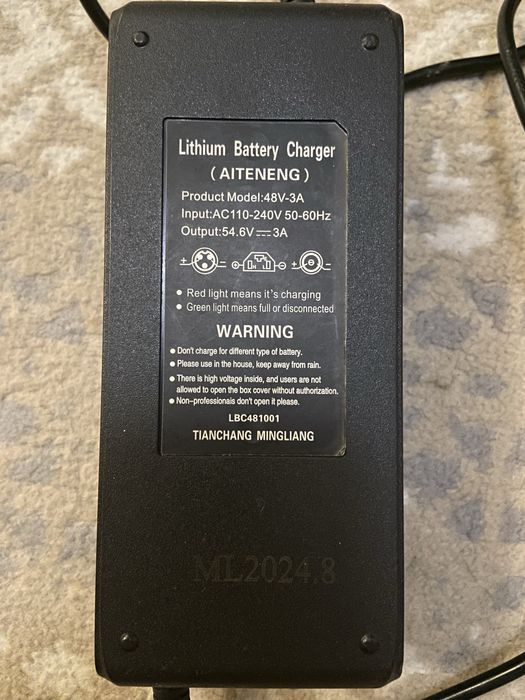 Lithium Battery Charger
( AITENENG )
Product Model:48V-3A
Input:AC110-240V 50-60Hz
Output:54.6V⎓3A
• Red light means it's charging
• Green light means full or disconnected
WARNING
• Don't charge for different type of battery.
• Please use in the house, keep away from rain.
• There is high voltage inside, and users are not
allowed to open the box cover without authorization.
• Non-professionais don't open it please.
LBC481001
TIANCHANG MINGLIANG
ML2024.8